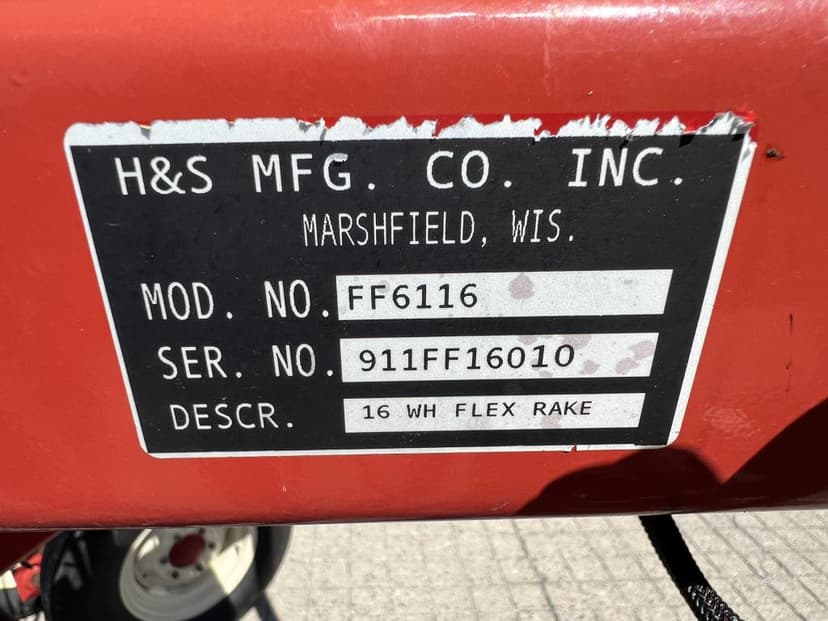 H&S MFG. CO. INC.
MARSHFIELD, WIS.
MOD. NO. FF6116
SER. NO. 911FF16010
DESCR. 16 WH FLEX RAKE